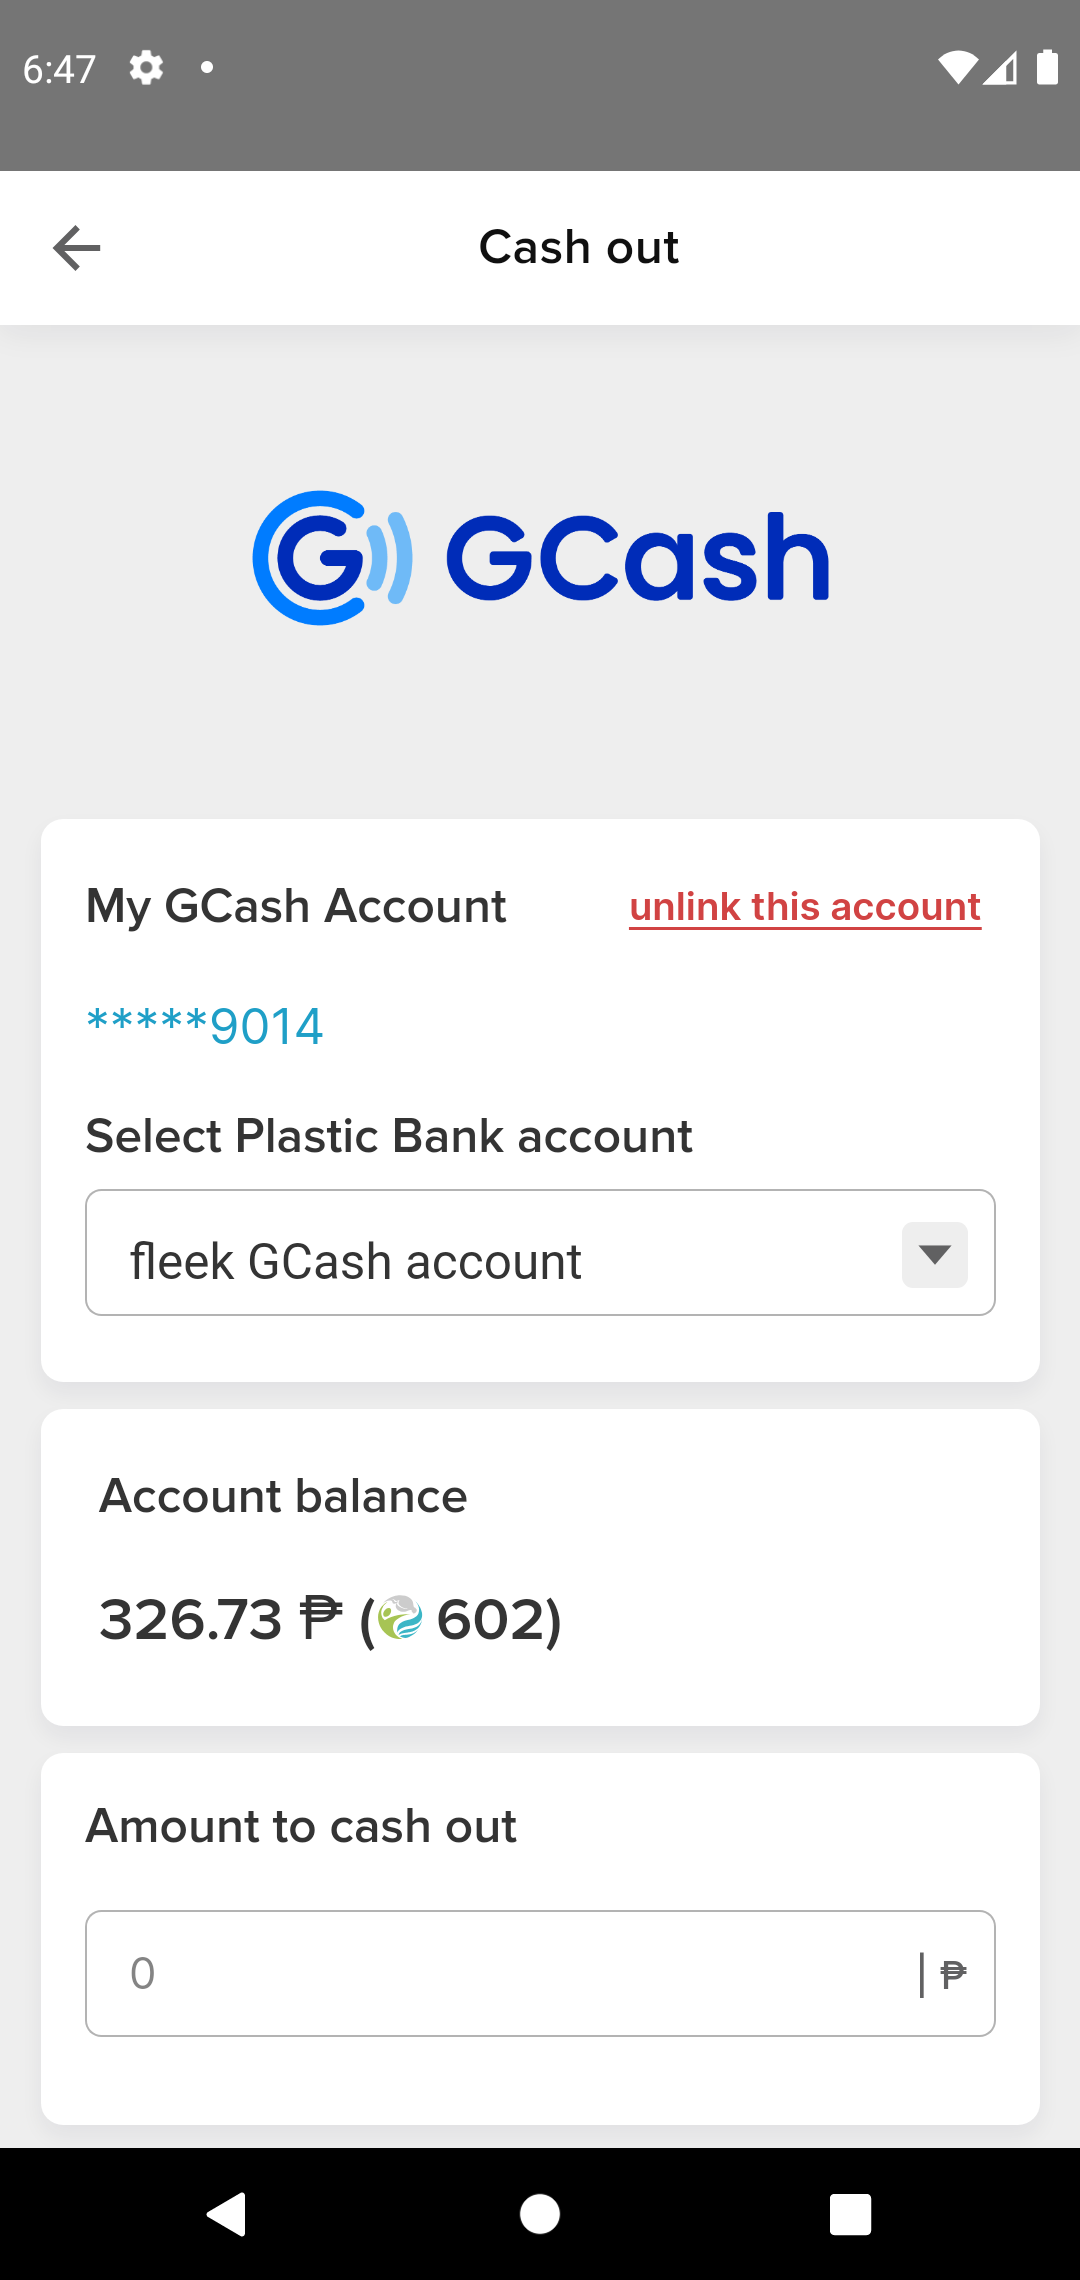 6:47
Cash out
GCash
My GCash Account
unlink this account
*****9014
Select Plastic Bank account
fleek GCash account
Account balance
326.73 ₱ ( 602)
Amount to cash out
0 | ₱